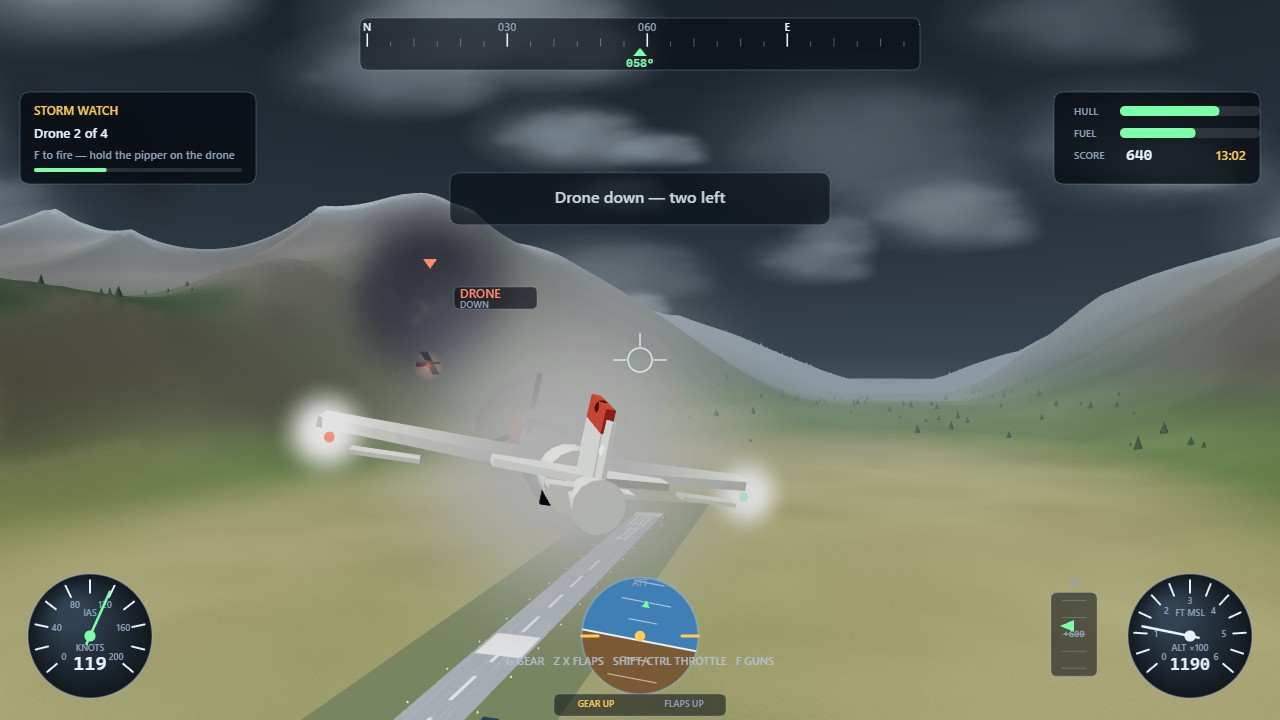 N 030 060 E
058°
STORM WATCH
Drone 2 of 4
F to fire — hold the pipper on the drone
HULL
FUEL
SCORE 640 13:02
Drone down — two left
DRONE
DOWN
80 120
IAS
40 160
KNOTS
0 200
119
ATT
G GEAR Z X FLAPS SHIFT/CTRL THROTTLE F GUNS
GEAR UP FLAPS UP
+600
3
2 FT MSL 4
1 5
ALT ×100
0 6
1190